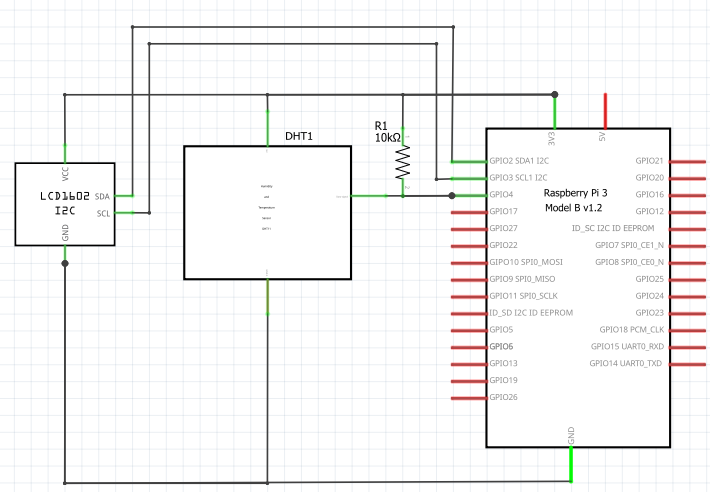 DHT1
R1
10kΩ
3V3
5V
VCC
LCD1602
I2C
SDA
SCL
GND
Humidity
and
Temperature
Sensor
DHT11
1
2
Raspberry Pi 3
Model B v1.2
GPIO2 SDA1 I2C
GPIO3 SCL1 I2C
GPIO4
GPIO17
GPIO27
GPIO22
GIPO10 SPI0_MOSI
GPIO9 SPI0_MISO
GPIO11 SPI0_SCLK
ID_SD I2C ID EEPROM
GPIO5
GPIO6
GPIO13
GPIO19
GPIO26
GPIO21
GPIO20
GPIO16
GPIO12
ID_SC I2C ID EEPROM
GPIO7 SPI0_CE1_N
GPIO8 SPI0_CE0_N
GPIO25
GPIO24
GPIO23
GPIO18 PCM_CLK
GPIO15 UART0_RXD
GPIO14 UART0_TXD
GND